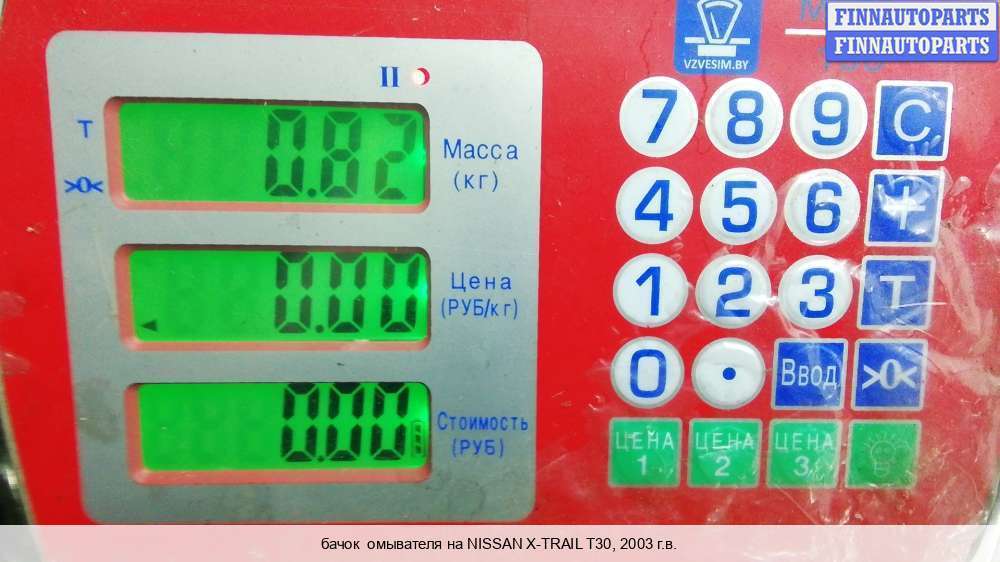 FINNAUTOPARTS
FINNAUTOPARTS
VZVESIM.BY
II
T
>0<
0.82
Масса
(кг)
0.00
Цена
(РУБ/кг)
0.00
Стоимость
(РУБ)
7 8 9 C
4 5 6 +
1 2 3 T
0 • Ввод >0<
ЦЕНА 1 ЦЕНА 2 ЦЕНА 3
бачок омывателя на NISSAN X-TRAIL T30, 2003 г.в.